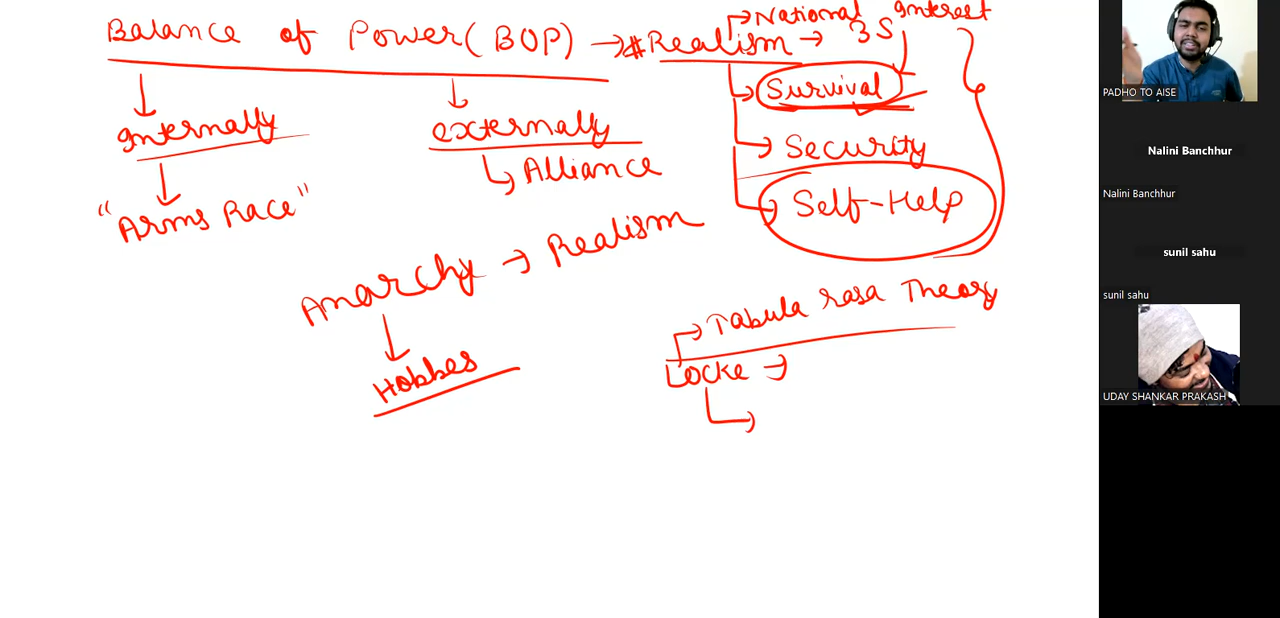 National Interest
Balance of Power (BOP) → # Realism → 3S
Survival
Internally
externally
Security
Alliance
"Arms Race"
Self-Help
Anarchy → Realism
Tabula rasa Theory
Hobbes
Locke →
PADHO TO AISE
Nalini Banchhur
Nalini Banchhur
sunil sahu
sunil sahu
UDAY SHANKAR PRAKASH